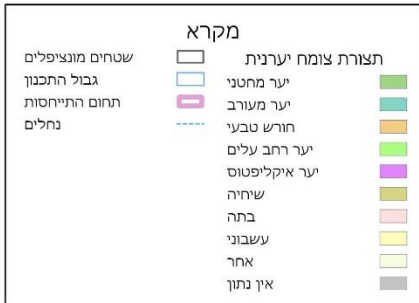 מקרא
תצורת צומח יערנית
יער מחטני
יער מעורב
חורש טבעי
יער רחב עלים
יער איקליפטוס
שיחיה
בתה
עשבוני
אחר
אין נתון
שטחים מונציפלים
גבול התכנון
תחום התייחסות
נחלים